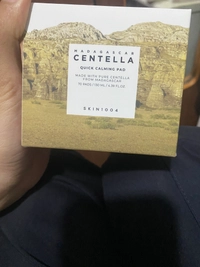 MADAGASCAR
CENTELLA
QUICK CALMING PAD
MADE WITH PURE CENTELLA
FROM MADAGASCAR
SKIN1004